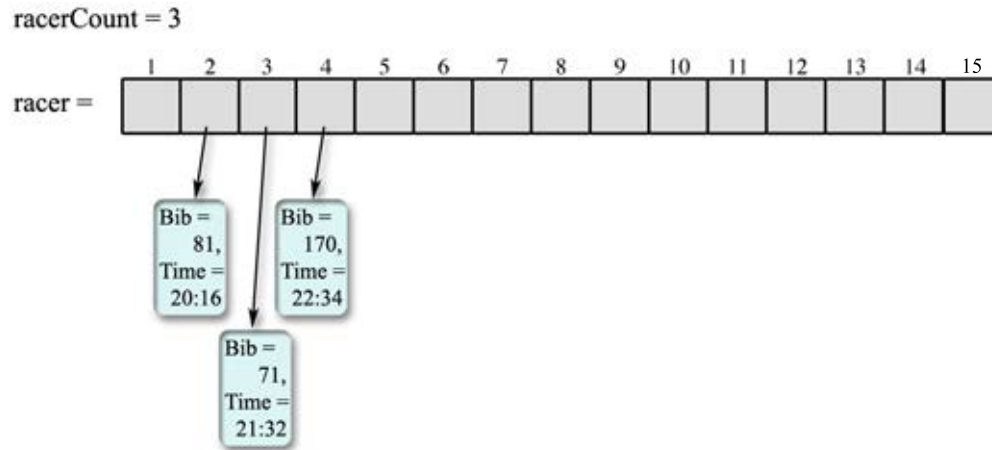 racerCount = 3
1 2 3 4 5 6 7 8 9 10 11 12 13 14 15
racer =
Bib =
81,
Time =
20:16
Bib =
170,
Time =
22:34
Bib =
71,
Time =
21:32